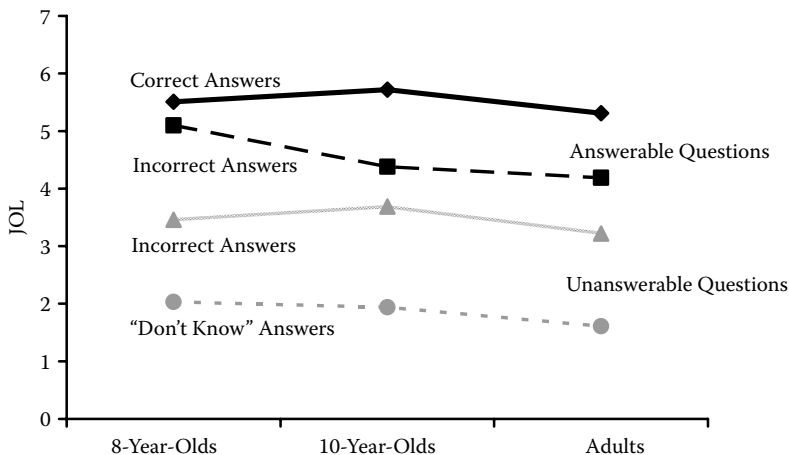 7
Correct Answers
6
5
Answerable Questions
Incorrect Answers
4
JOL
3
Incorrect Answers
Unanswerable Questions
2
“Don’t Know” Answers
1
0
8-Year-Olds
10-Year-Olds
Adults